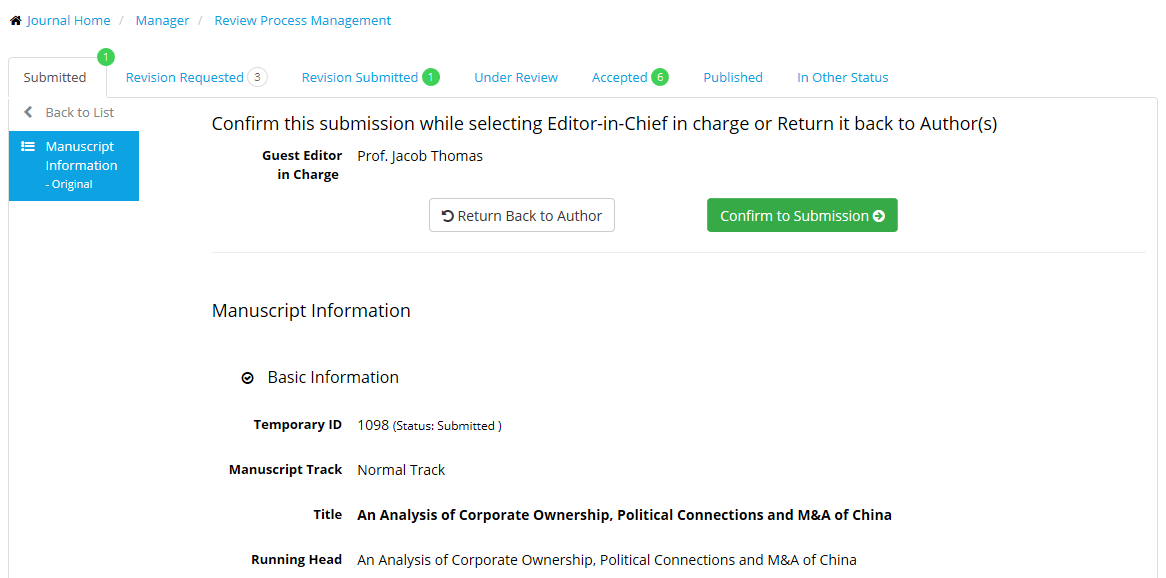 Journal Home / Manager / Review Process Management
Submitted 1 Revision Requested 3 Revision Submitted 1 Under Review Accepted 6 Published In Other Status
Back to List
Manuscript Information
- Original
Confirm this submission while selecting Editor-in-Chief in charge or Return it back to Author(s)
Guest Editor in Charge Prof. Jacob Thomas
Return Back to Author Confirm to Submission
Manuscript Information
Basic Information
Temporary ID 1098 (Status: Submitted )
Manuscript Track Normal Track
Title An Analysis of Corporate Ownership, Political Connections and M&A of China
Running Head An Analysis of Corporate Ownership, Political Connections and M&A of China